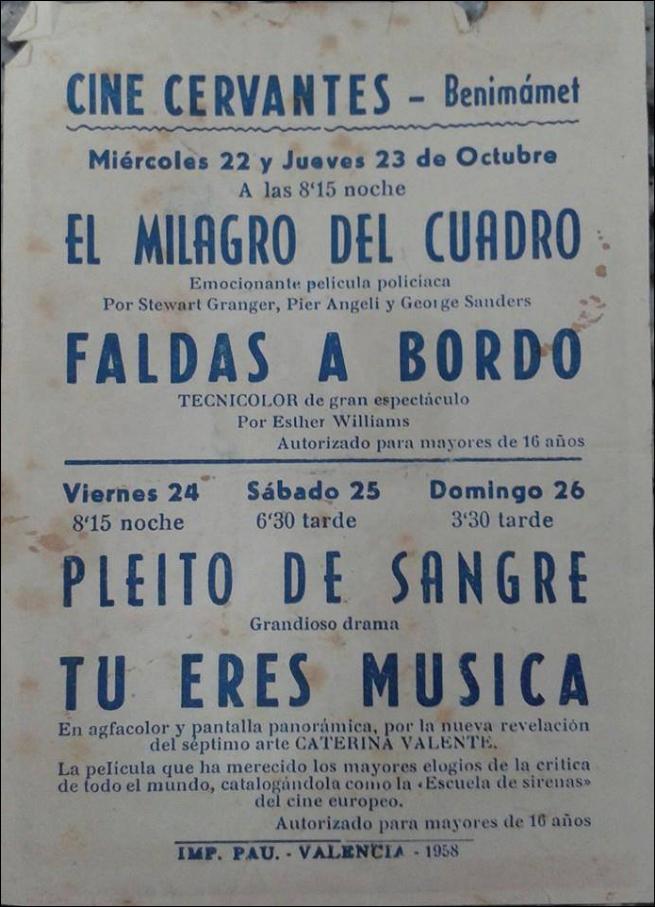 CINE CERVANTES - Benimámet
Miércoles 22 y Jueves 23 de Octubre
A las 8'15 noche
EL MILAGRO DEL CUADRO
Emocionante película policíaca
Por Stewart Granger, Pier Angeli y George Sanders
FALDAS A BORDO
TECNICOLOR de gran espectáculo
Por Esther Williams
Autorizado para mayores de 16 años
Viernes 24 Sábado 25 Domingo 26
8'15 noche 6'30 tarde 3'30 tarde
PLEITO DE SANGRE
Grandioso drama
TU ERES MUSICA
En agfacolor y pantalla panorámica, por la nueva revelación
del séptimo arte CATERINA VALENTE.
La película que ha merecido los mayores elogios de la crítica
de todo el mundo, catalogándola como la «Escuela de sirenas»
del cine europeo.
Autorizado para mayores de 16 años
IMP. PAU. - VALENCIA - 1958